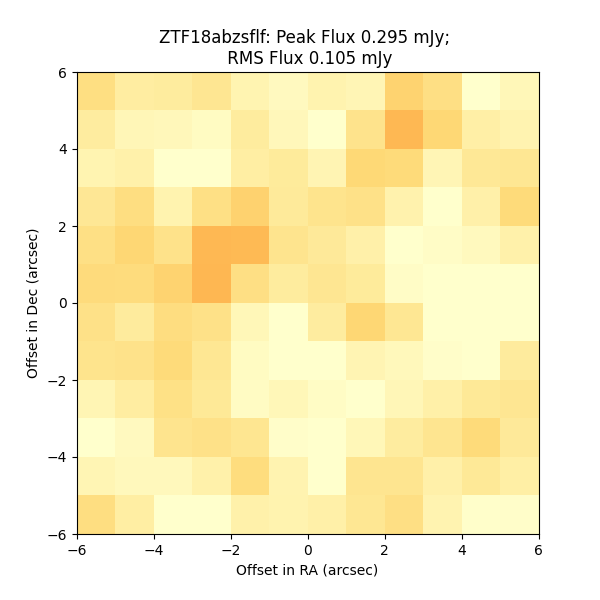 ZTF18abzsflf: Peak Flux 0.295 mJy;
RMS Flux 0.105 mJy
6
4
2
0
−2
−4
−6
Offset in Dec (arcsec)
−6 −4 −2 0 2 4 6
Offset in RA (arcsec)